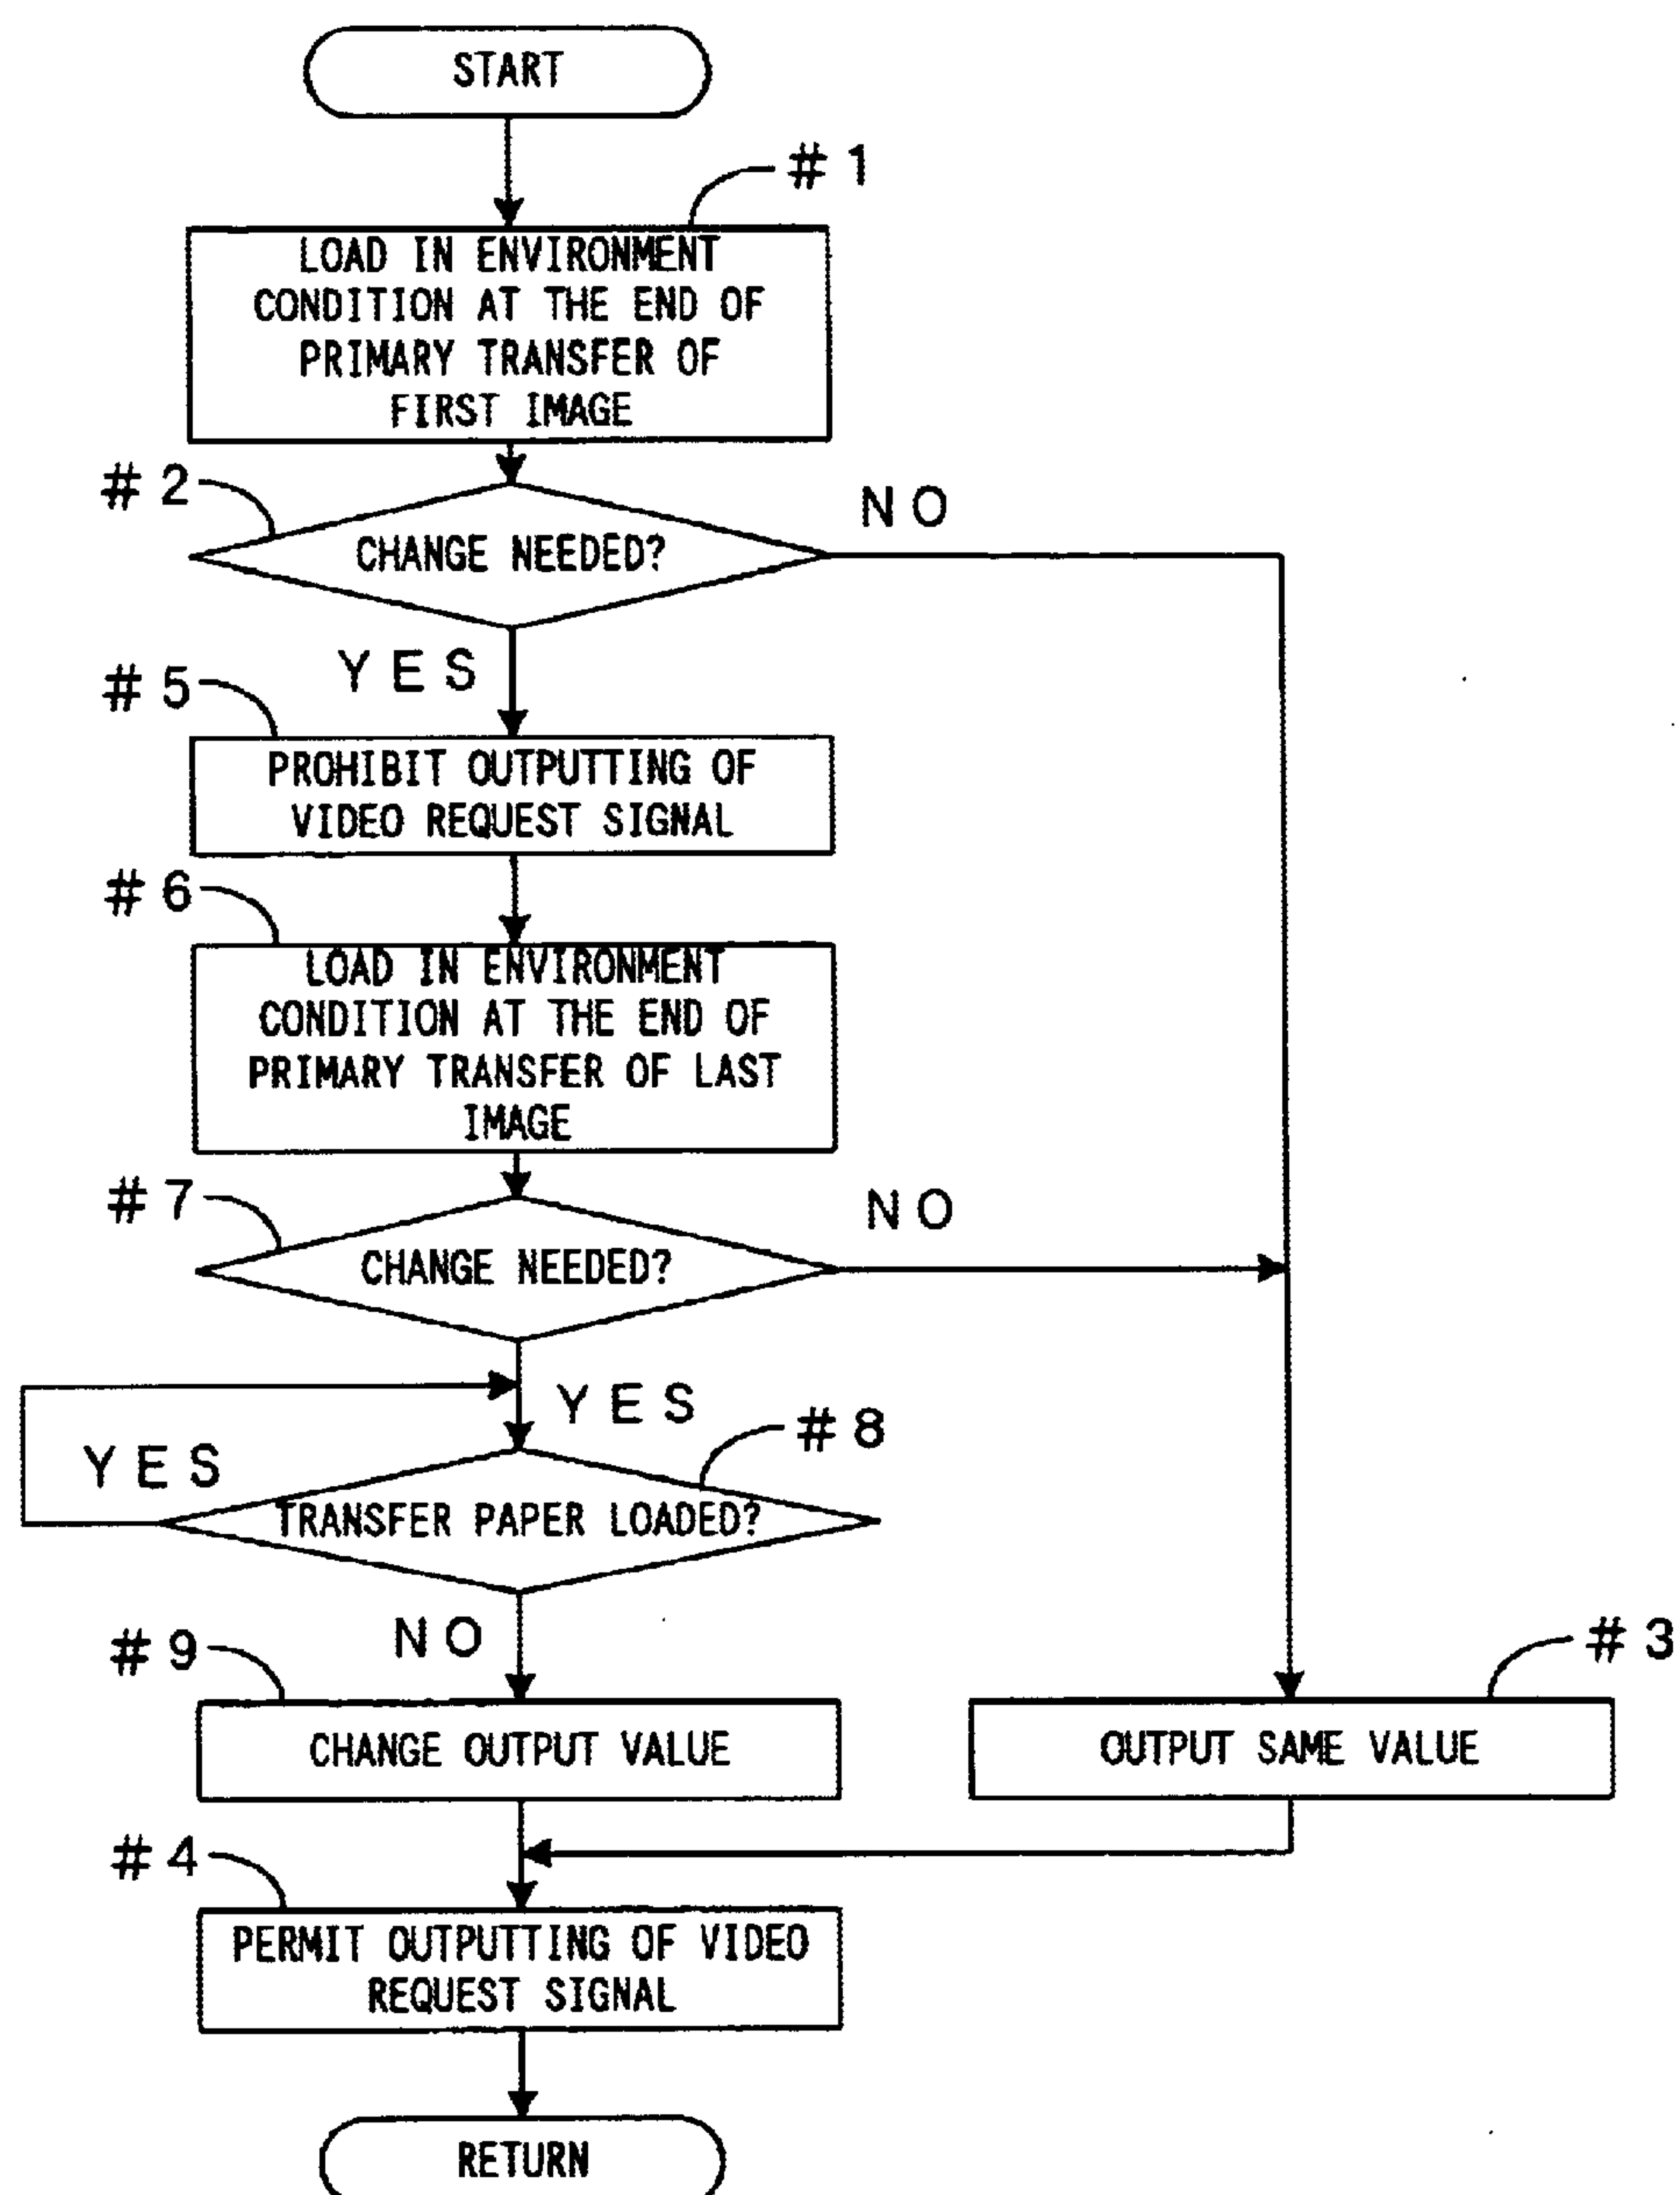 START
#1
LOAD IN ENVIRONMENT
CONDITION AT THE END OF
PRIMARY TRANSFER OF
FIRST IMAGE
#2
CHANGE NEEDED?
NO
YES
#5
PROHIBIT OUTPUTTING OF
VIDEO REQUEST SIGNAL
#6
LOAD IN ENVIRONMENT
CONDITION AT THE END OF
PRIMARY TRANSFER OF LAST
IMAGE
#7
CHANGE NEEDED?
NO
YES
#8
YES
TRANSFER PAPER LOADED?
NO
#9
CHANGE OUTPUT VALUE
#3
OUTPUT SAME VALUE
#4
PERMIT OUTPUTTING OF VIDEO
REQUEST SIGNAL
RETURN